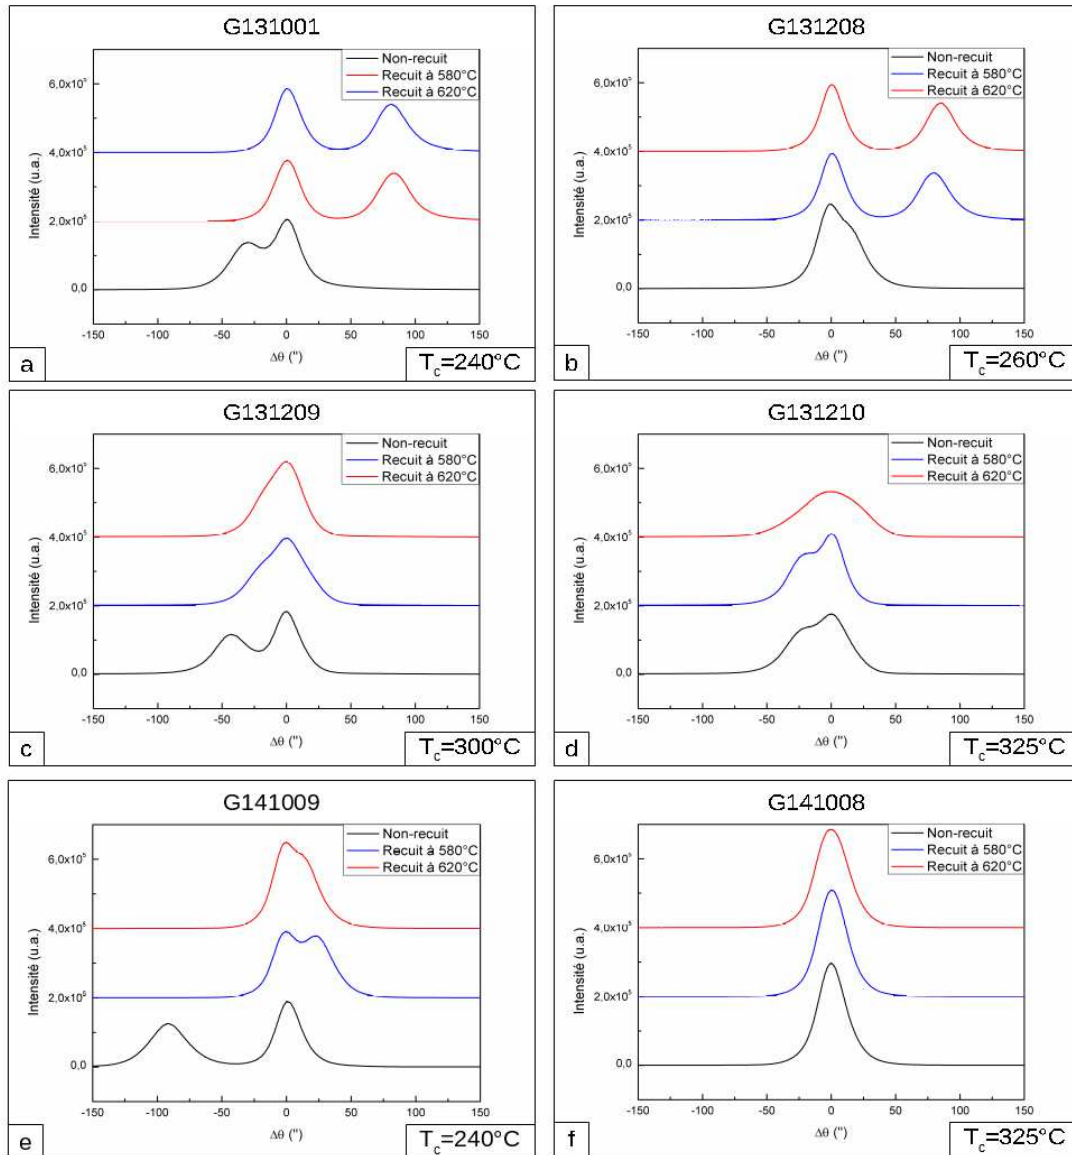 G131001
Non-recuit
Recuit à 580°C
Recuit à 620°C
6,0x10⁵
4,0x10⁵
2,0x10⁵
0,0
Intensité (u.a.)
-150 -100 -50 0 50 100 150
Δθ (")
a
Tc=240°C
G131208
Non-recuit
Recuit à 580°C
Recuit à 620°C
6,0x10⁵
4,0x10⁵
2,0x10⁵
0,0
Intensité (u.a.)
-150 -100 -50 0 50 100 150
Δθ (")
b
Tc=260°C
G131209
Non-recuit
Recuit à 580°C
Recuit à 620°C
6,0x10⁵
4,0x10⁵
2,0x10⁵
0,0
Intensité (u.a.)
-150 -100 -50 0 50 100 150
Δθ (")
c
Tc=300°C
G131210
Non-recuit
Recuit à 580°C
Recuit à 620°C
6,0x10⁵
4,0x10⁵
2,0x10⁵
0,0
Intensité (u.a.)
-150 -100 -50 0 50 100 150
Δθ (")
d
Tc=325°C
G141009
Non-recuit
Recuit à 580°C
Recuit à 620°C
6,0x10⁵
4,0x10⁵
2,0x10⁵
0,0
Intensité (u.a.)
-150 -100 -50 0 50 100 150
Δθ (")
e
Tc=240°C
G141008
Non-recuit
Recuit à 580°C
Recuit à 620°C
6,0x10⁵
4,0x10⁵
2,0x10⁵
0,0
Intensité (u.a.)
-150 -100 -50 0 50 100 150
Δθ (")
f
Tc=325°C